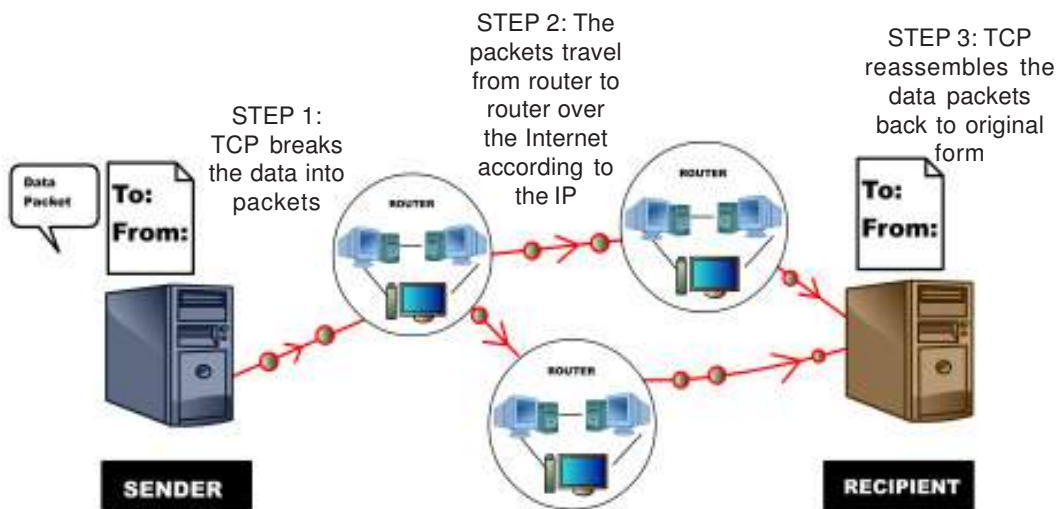 STEP 1:
TCP breaks
the data into
packets
STEP 2: The
packets travel
from router to
router over
the Internet
according to
the IP
STEP 3: TCP
reassembles the
data packets
back to original
form
Data
Packet
To:
From:
ROUTER
ROUTER
ROUTER
To:
From:
SENDER
RECIPIENT